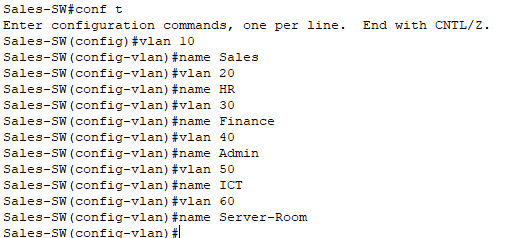 Sales-SW#conf t
Enter configuration commands, one per line.  End with CNTL/Z.
Sales-SW(config)#vlan 10
Sales-SW(config-vlan)#name Sales
Sales-SW(config-vlan)#vlan 20
Sales-SW(config-vlan)#name HR
Sales-SW(config-vlan)#vlan 30
Sales-SW(config-vlan)#name Finance
Sales-SW(config-vlan)#vlan 40
Sales-SW(config-vlan)#name Admin
Sales-SW(config-vlan)#vlan 50
Sales-SW(config-vlan)#name ICT
Sales-SW(config-vlan)#vlan 60
Sales-SW(config-vlan)#name Server-Room
Sales-SW(config-vlan)#